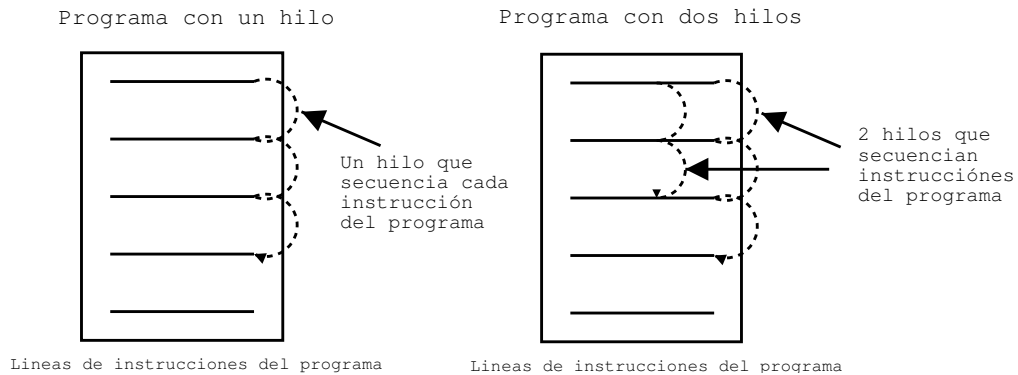 Programa con un hilo
Un hilo que
secuencia cada
instrucción
del programa
Lineas de instrucciones del programa
Programa con dos hilos
2 hilos que
secuencian
instrucciónes
del programa
Lineas de instrucciones del programa